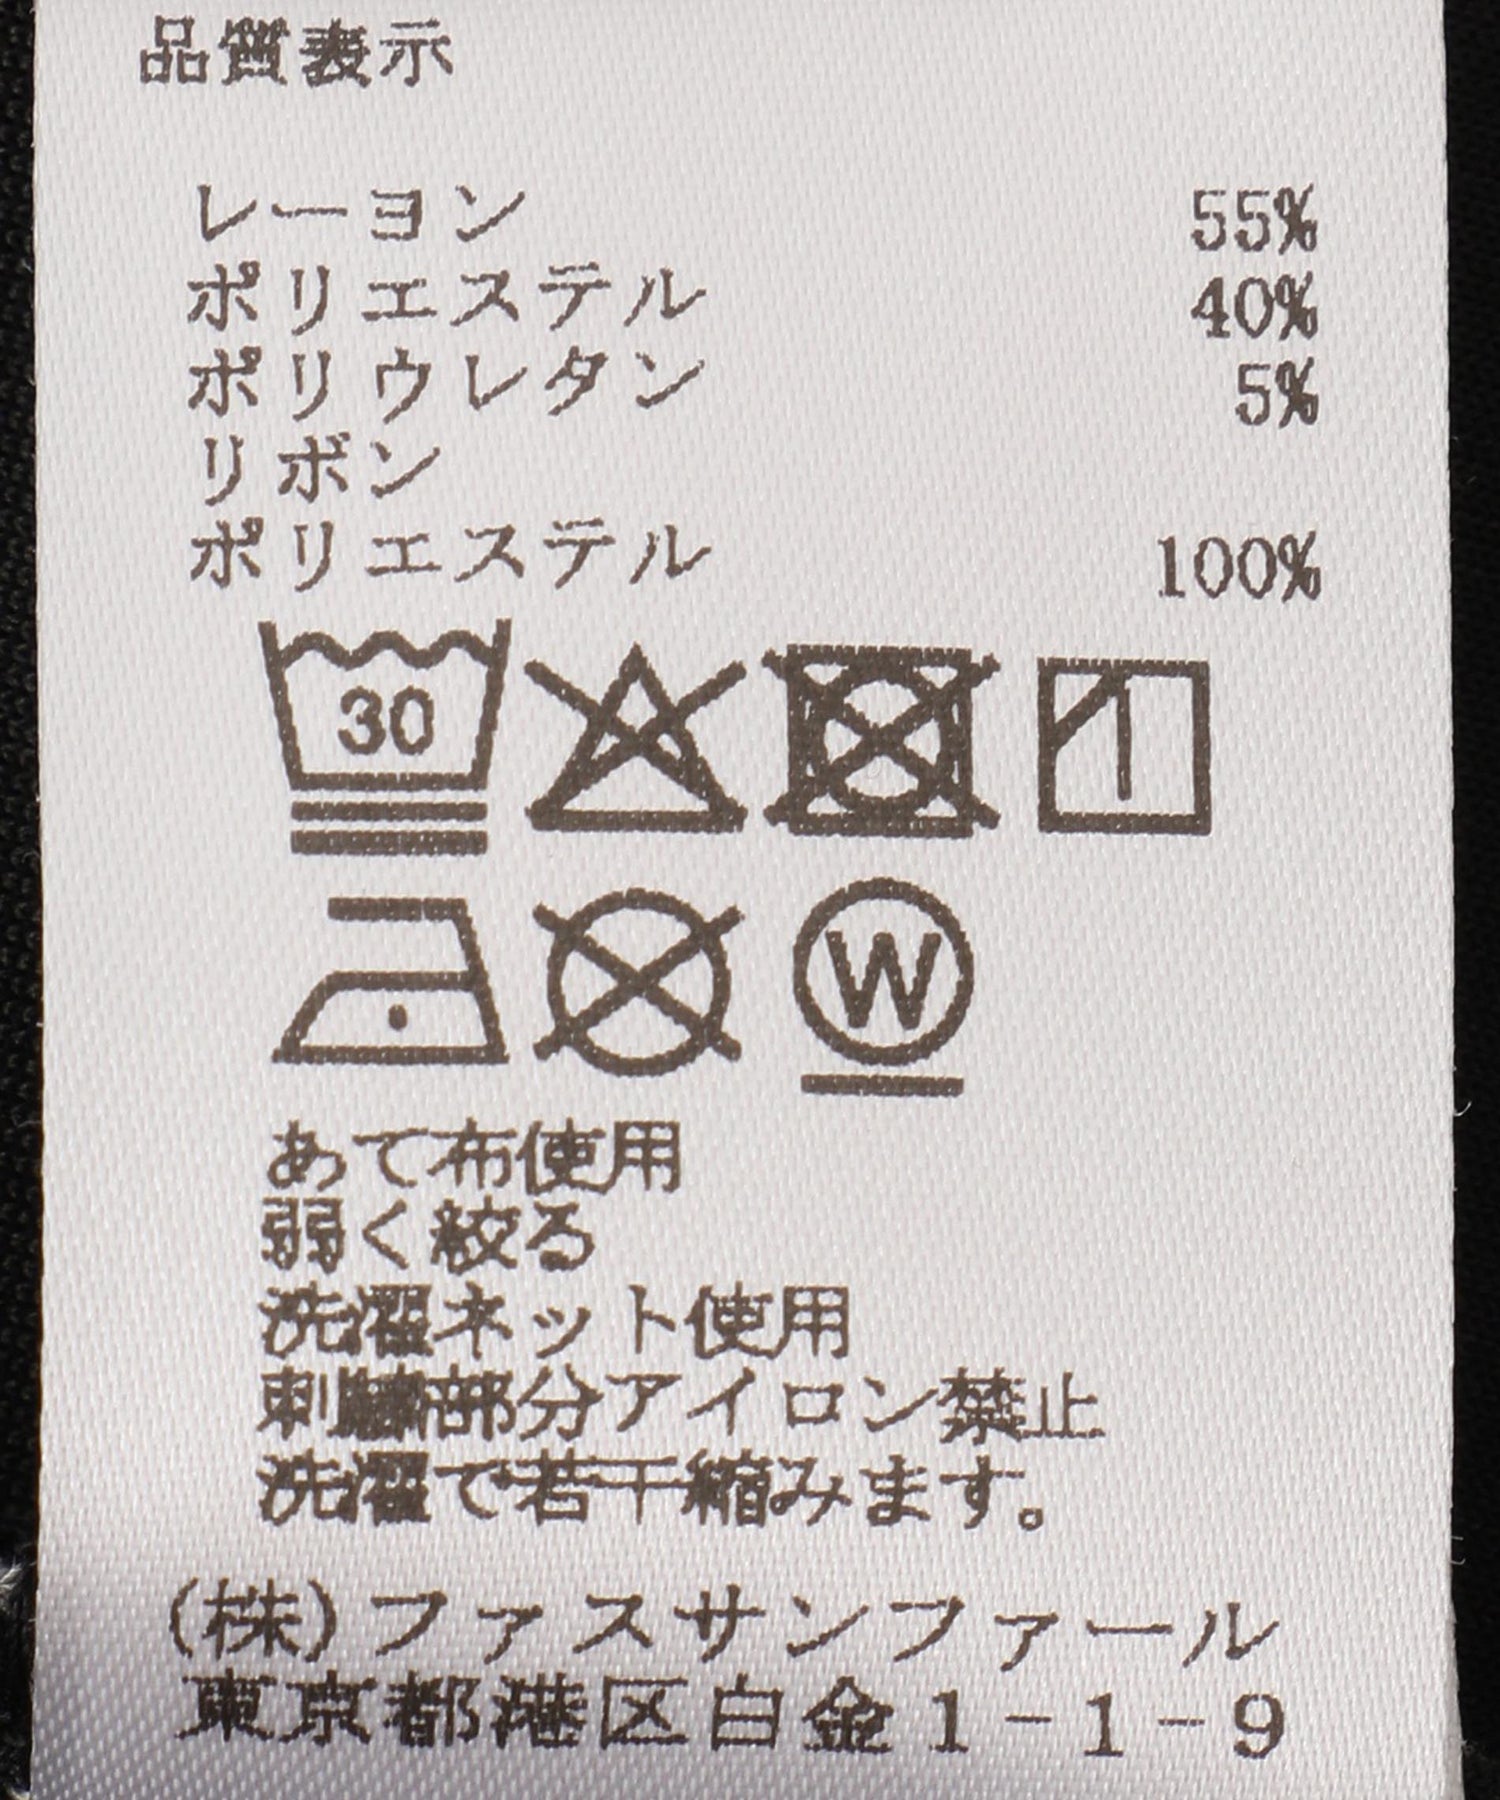 品質表示
レーヨン 55%
ポリエステル 40%
ポリウレタン 5%
リボン
ポリエステル 100%
30
W
あて布使用
弱く絞る
洗濯ネット使用
刺繍部分アイロン禁止
洗濯で若干縮みます。
(株)ファスサンファール
東京都港区白金1-1-9